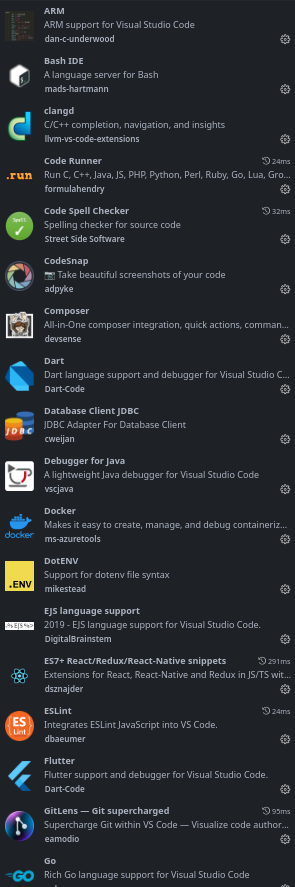 ARM
ARM support for Visual Studio Code
dan-c-underwood
Bash IDE
A language server for Bash
mads-hartmann
clangd
C/C++ completion, navigation, and insights
llvm-vs-code-extensions
.run
Code Runner 24ms
Run C, C++, Java, JS, PHP, Python, Perl, Ruby, Go, Lua, Gro...
formulahendry
Spell
Code Spell Checker 32ms
Spelling checker for source code
Street Side Software
CodeSnap
📷 Take beautiful screenshots of your code
adpyke
Composer
All-in-One composer integration, quick actions, comman...
devsense
Dart
Dart language support and debugger for Visual Studio C...
Dart-Code
JDBC
Database Client JDBC
JDBC Adapter For Database Client
cweijan
Debugger for Java
A lightweight Java debugger for Visual Studio Code
vscjava
docker
Docker
Makes it easy to create, manage, and debug containeriz...
ms-azuretools
.ENV
DotENV
Support for dotenv file syntax
mikestead
EJS language support
2019 - EJS language support for Visual Studio Code.
DigitalBrainstem
ES7+ React/Redux/React-Native snippets 291ms
Extensions for React, React-Native and Redux in JS/TS wit...
dsznajder
ES
Lint
ESLint 24ms
Integrates ESLint JavaScript into VS Code.
dbaeumer
Flutter
Flutter support and debugger for Visual Studio Code.
Dart-Code
GitLens — Git supercharged 95ms
Supercharge Git within VS Code — Visualize code author...
eamodio
GO
Go
Rich Go language support for Visual Studio Code